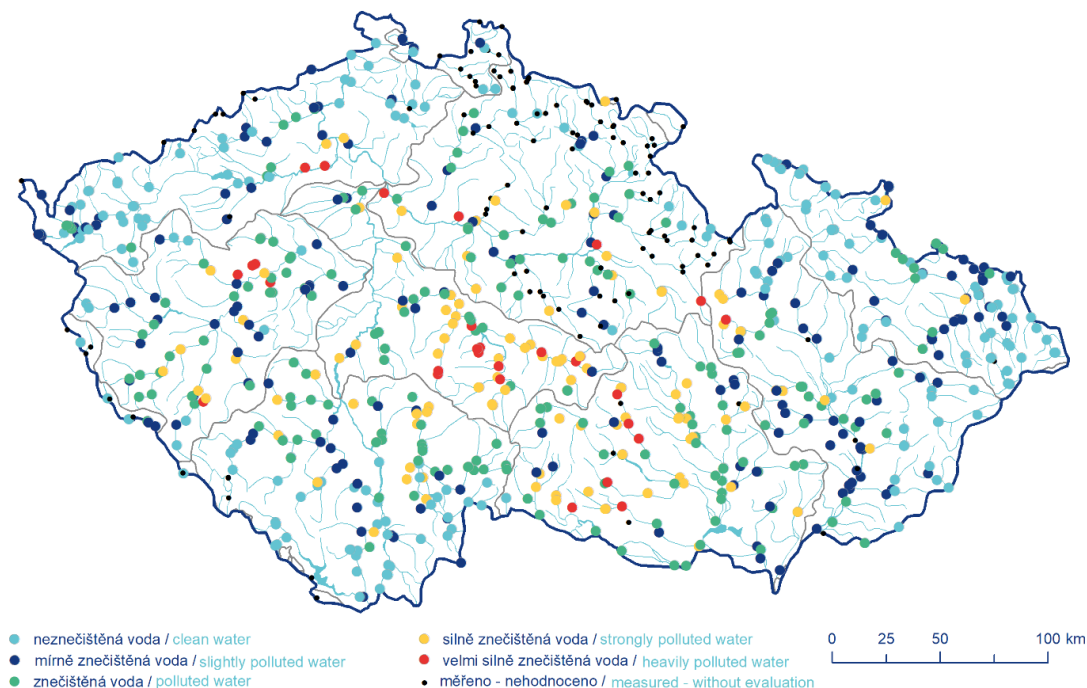 neznečištěná voda / clean water
mírně znečištěná voda / slightly polluted water
znečištěná voda / polluted water
silně znečištěná voda / strongly polluted water
velmi silně znečištěná voda / heavily polluted water
měřeno - nehodnoceno / measured - without evaluation
0 25 50 100 km